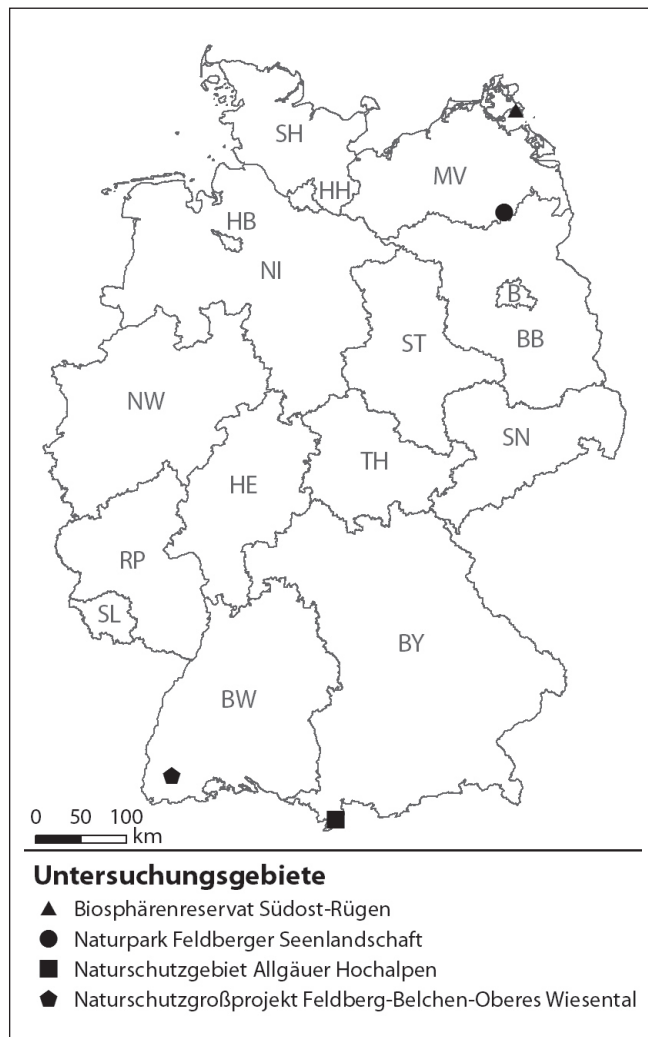 SH
MV
HH
HB
NI
B
ST
BB
NW
SN
TH
HE
RP
SL
BY
BW
0 50 100
km
Untersuchungsgebiete
Biosphärenreservat Südost-Rügen
Naturpark Feldberger Seenlandschaft
Naturschutzgebiet Allgäuer Hochalpen
Naturschutzgroßprojekt Feldberg-Belchen-Oberes Wiesental